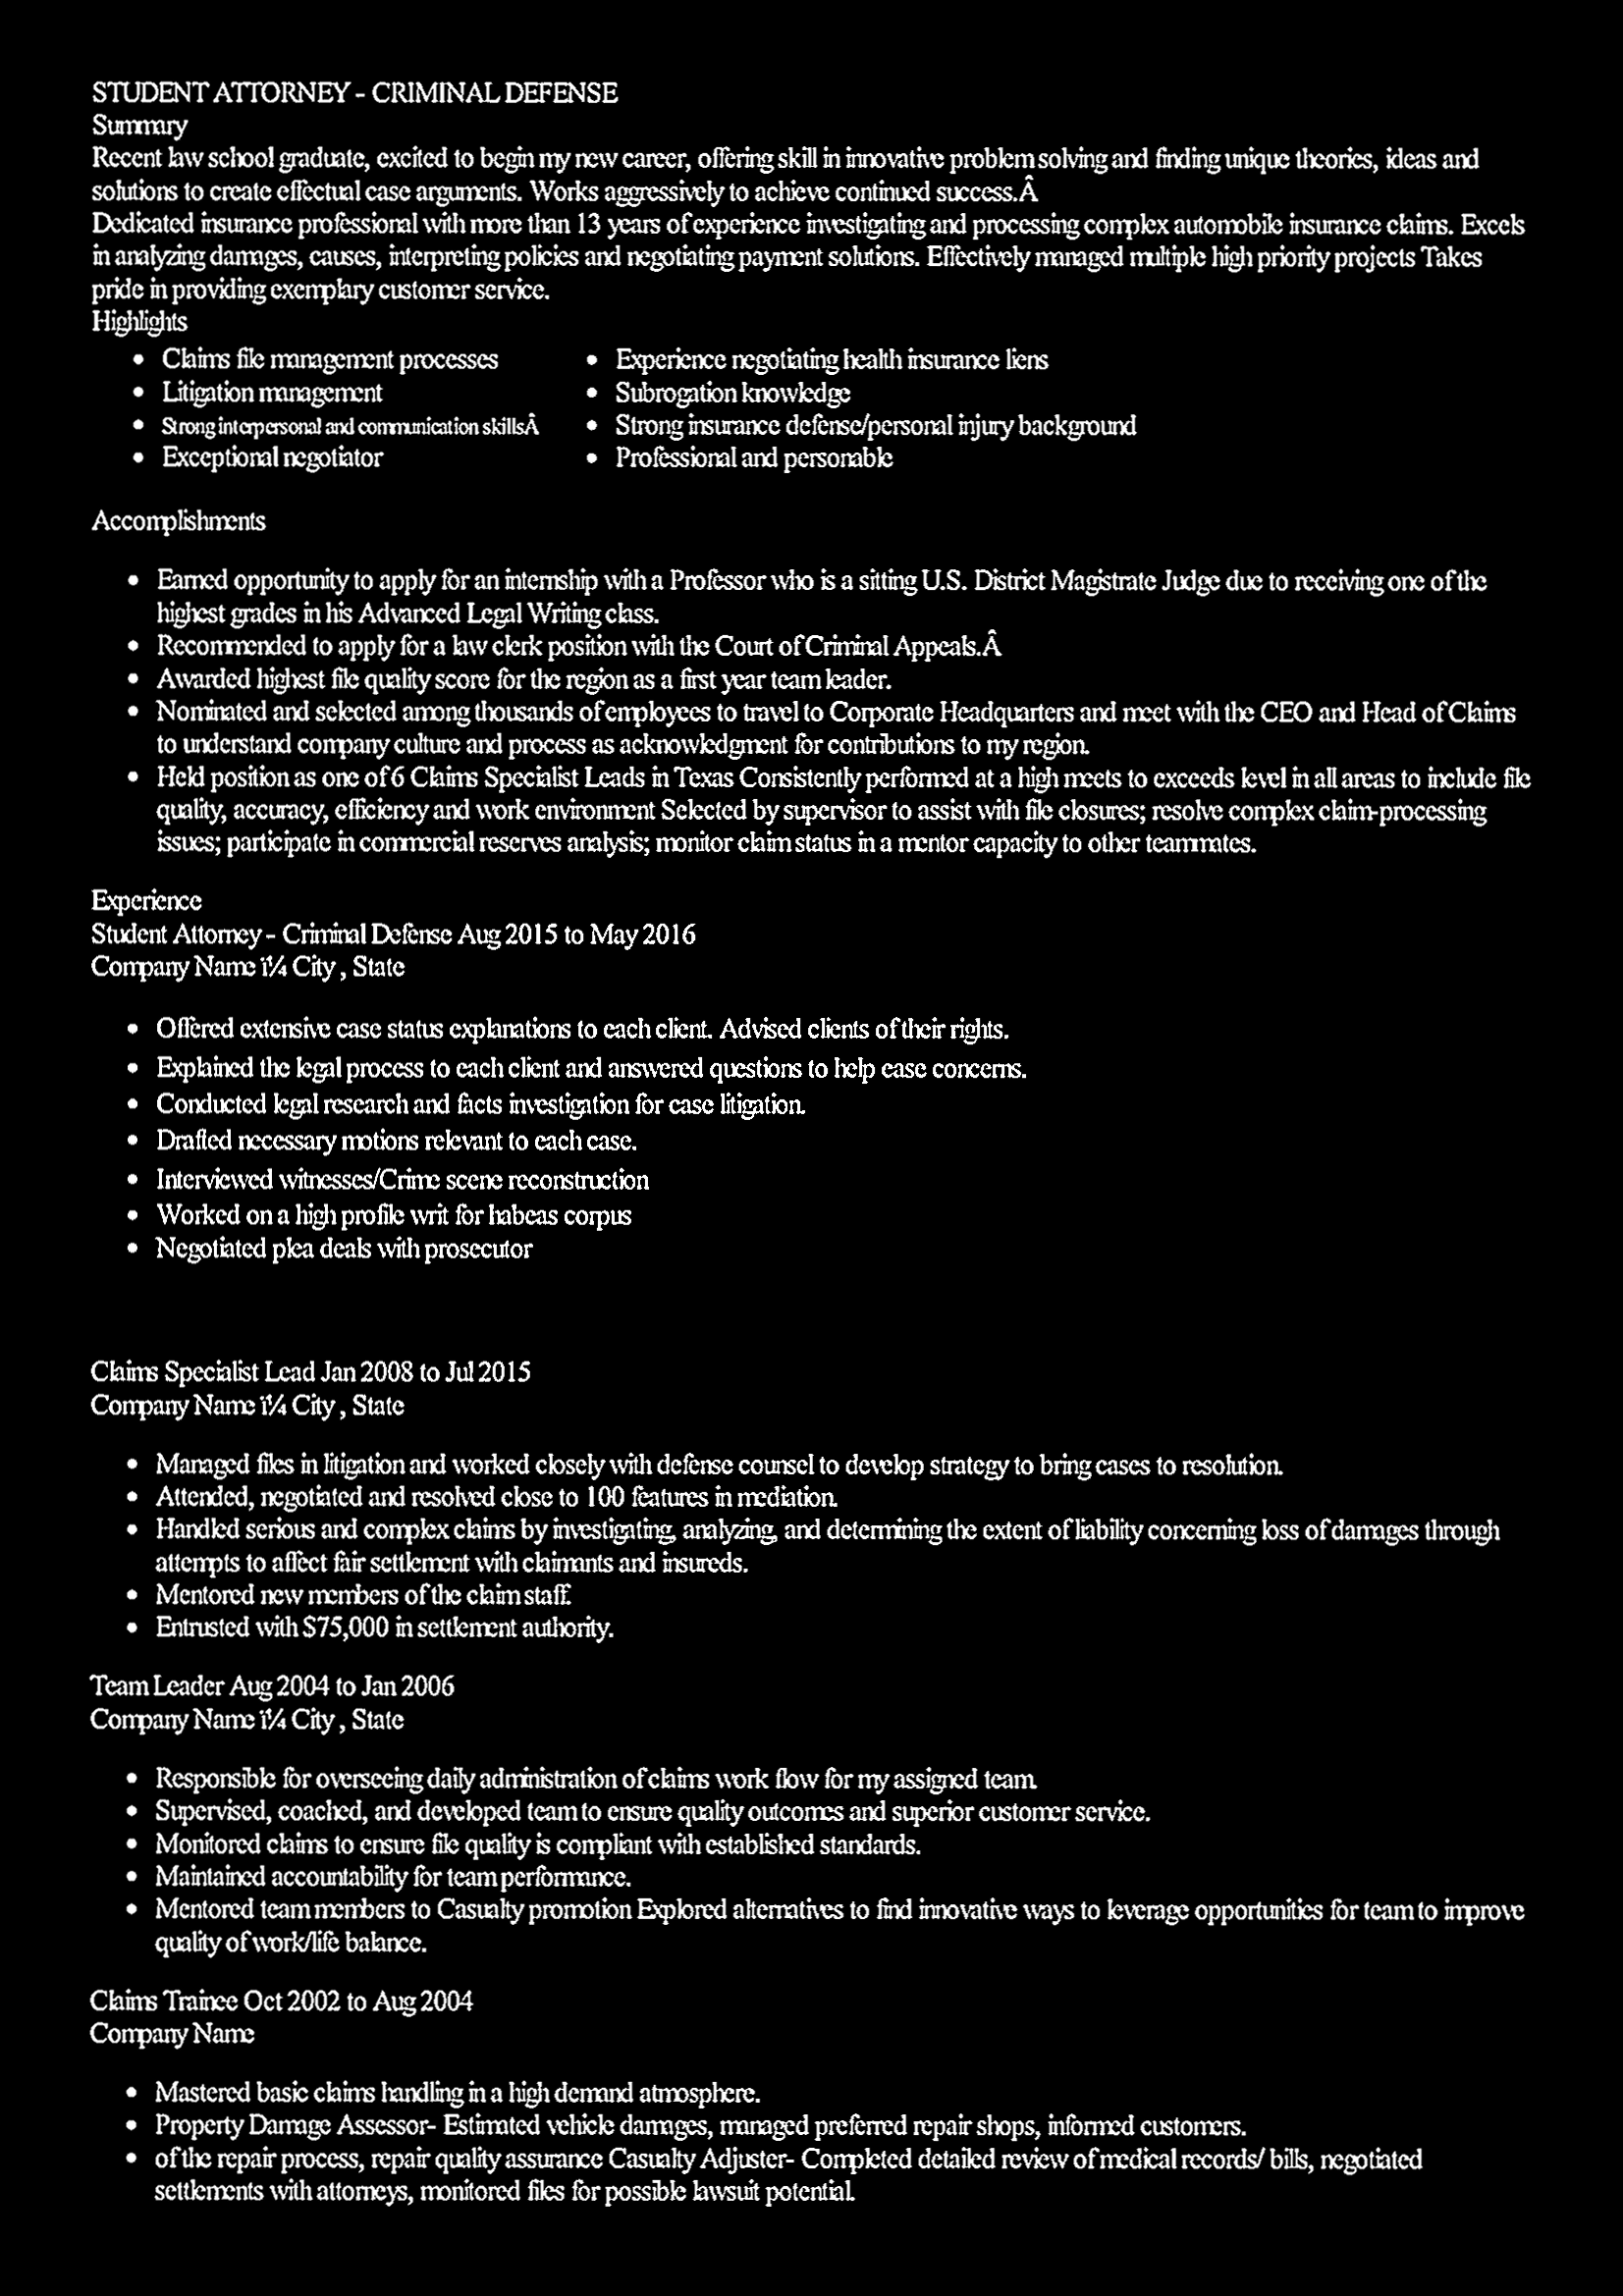 STUDENT ATTORNEY - CRIMINAL DEFENSE
Summary
Recent law school graduate, excited to begin my new career, offering skill in innovative problem solving and finding unique theories, ideas and
solutions to create effectual case arguments. Works aggressively to achieve continued success.Â
Dedicated insurance professional with more than 13 years of experience investigating and processing complex automobile insurance claims. Excels
in analyzing damages, causes, interpreting policies and negotiating payment solutions. Effectively managed multiple high priority projects Takes
pride in providing exemplary customer service.
Highlights
• Claims file management processes
• Litigation management
• Strong interpersonal and communication skillsÂ
• Exceptional negotiator
• Experience negotiating health insurance liens
• Subrogation knowledge
• Strong insurance defense/personal injury background
• Professional and personable
Accomplishments
• Earned opportunity to apply for an internship with a Professor who is a sitting U.S. District Magistrate Judge due to receiving one of the
highest grades in his Advanced Legal Writing class.
• Recommended to apply for a law clerk position with the Court of Criminal Appeals.Â
• Awarded highest file quality score for the region as a first year team leader.
• Nominated and selected among thousands of employees to travel to Corporate Headquarters and meet with the CEO and Head of Claims
to understand company culture and process as acknowledgment for contributions to my region.
• Held position as one of 6 Claims Specialist Leads in Texas Consistently performed at a high meets to exceeds level in all areas to include file
quality, accuracy, efficiency and work environment Selected by supervisor to assist with file closures; resolve complex claim-processing
issues; participate in commercial reserves analysis; monitor claim status in a mentor capacity to other teammates.
Experience
Student Attorney - Criminal Defense Aug 2015 to May 2016
Company Name ï¼ City , State
• Offered extensive case status explanations to each client. Advised clients of their rights.
• Explained the legal process to each client and answered questions to help ease concerns.
• Conducted legal research and facts investigation for case litigation.
• Drafted necessary motions relevant to each case.
• Interviewed witnesses/Crime scene reconstruction
• Worked on a high profile writ for habeas corpus
• Negotiated plea deals with prosecutor
Claims Specialist Lead Jan 2008 to Jul 2015
Company Name ï¼ City , State
• Managed files in litigation and worked closely with defense counsel to develop strategy to bring cases to resolution.
• Attended, negotiated and resolved close to 100 features in mediation.
• Handled serious and complex claims by investigating, analyzing, and determining the extent of liability concerning loss of damages through
attempts to affect fair settlement with claimants and insureds.
• Mentored new members of the claim staff.
• Entrusted with $75,000 in settlement authority.
Team Leader Aug 2004 to Jan 2006
Company Name ï¼ City , State
• Responsible for overseeing daily administration of claims work flow for my assigned team.
• Supervised, coached, and developed team to ensure quality outcomes and superior customer service.
• Monitored claims to ensure file quality is compliant with established standards.
• Maintained accountability for team performance.
• Mentored team members to Casualty promotion Explored alternatives to find innovative ways to leverage opportunities for team to improve
quality of work/life balance.
Claims Trainee Oct 2002 to Aug 2004
Company Name
• Mastered basic claims handling in a high demand atmosphere.
• Property Damage Assessor- Estimated vehicle damages, managed preferred repair shops, informed customers.
• of the repair process, repair quality assurance Casualty Adjuster- Completed detailed review of medical records/ bills, negotiated
settlements with attorneys, monitored files for possible lawsuit potential.